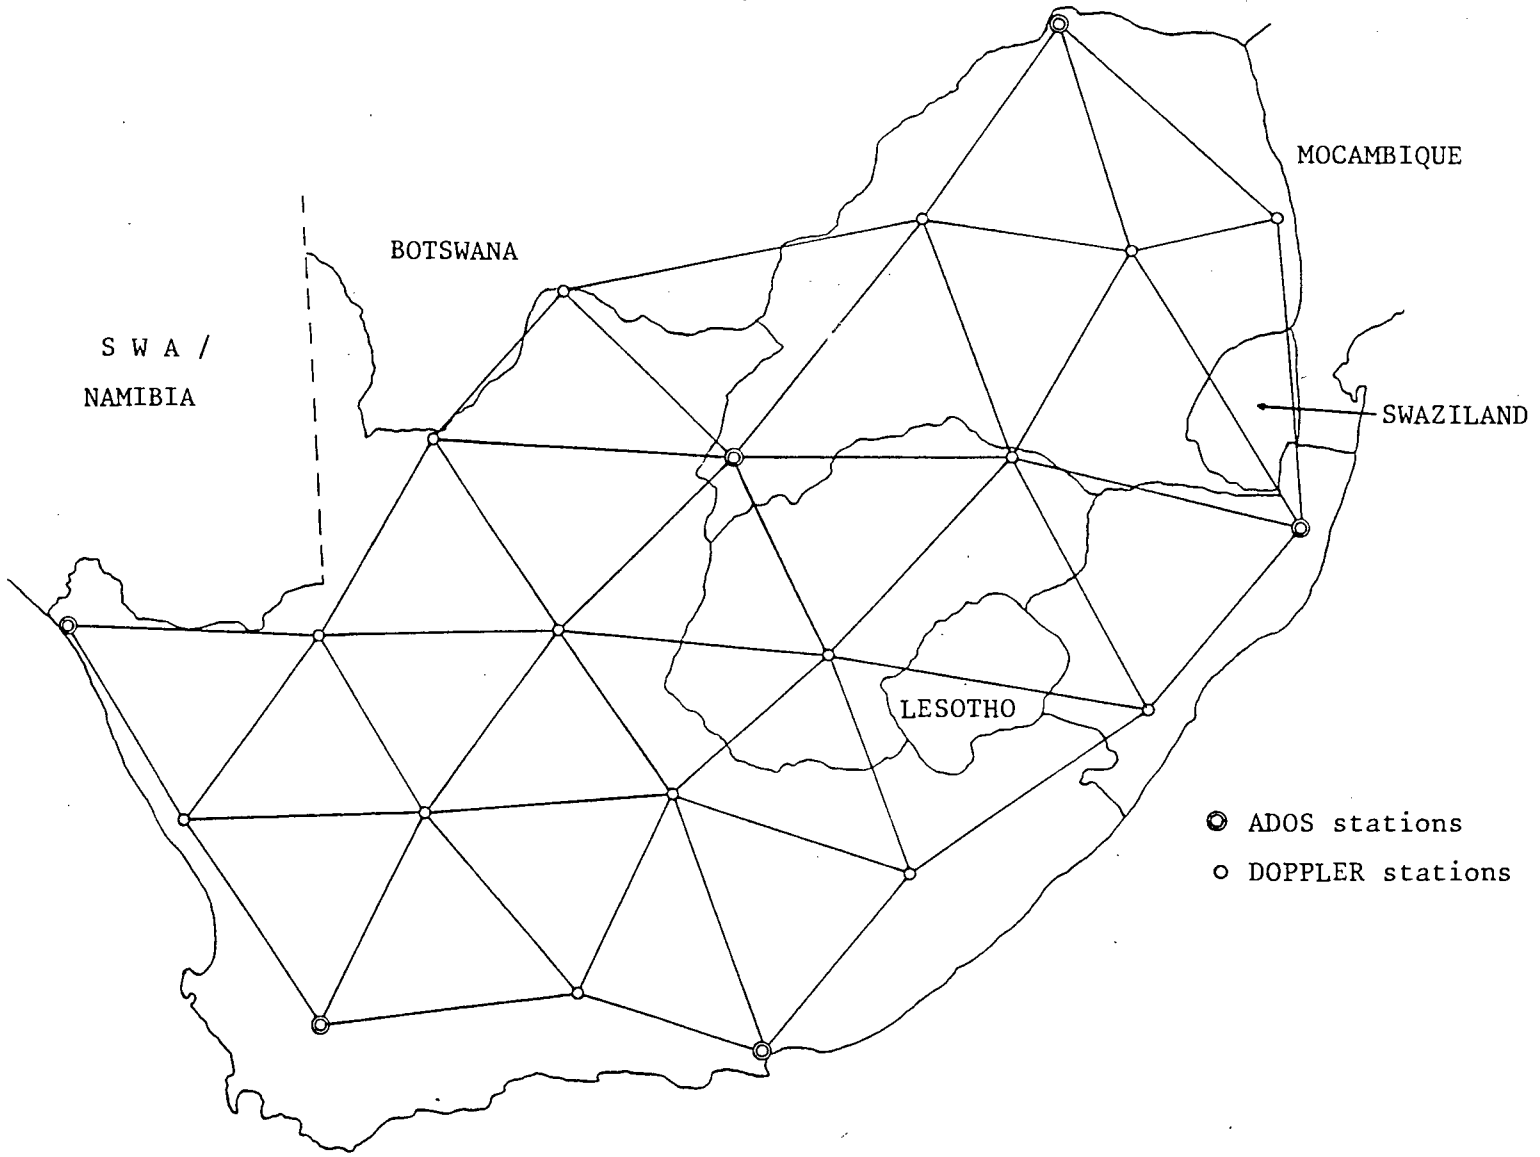 MOCAMBIQUE
BOTSWANA
S W A /
NAMIBIA
SWAZILAND
LESOTHO
ADOS stations
DOPPLER stations